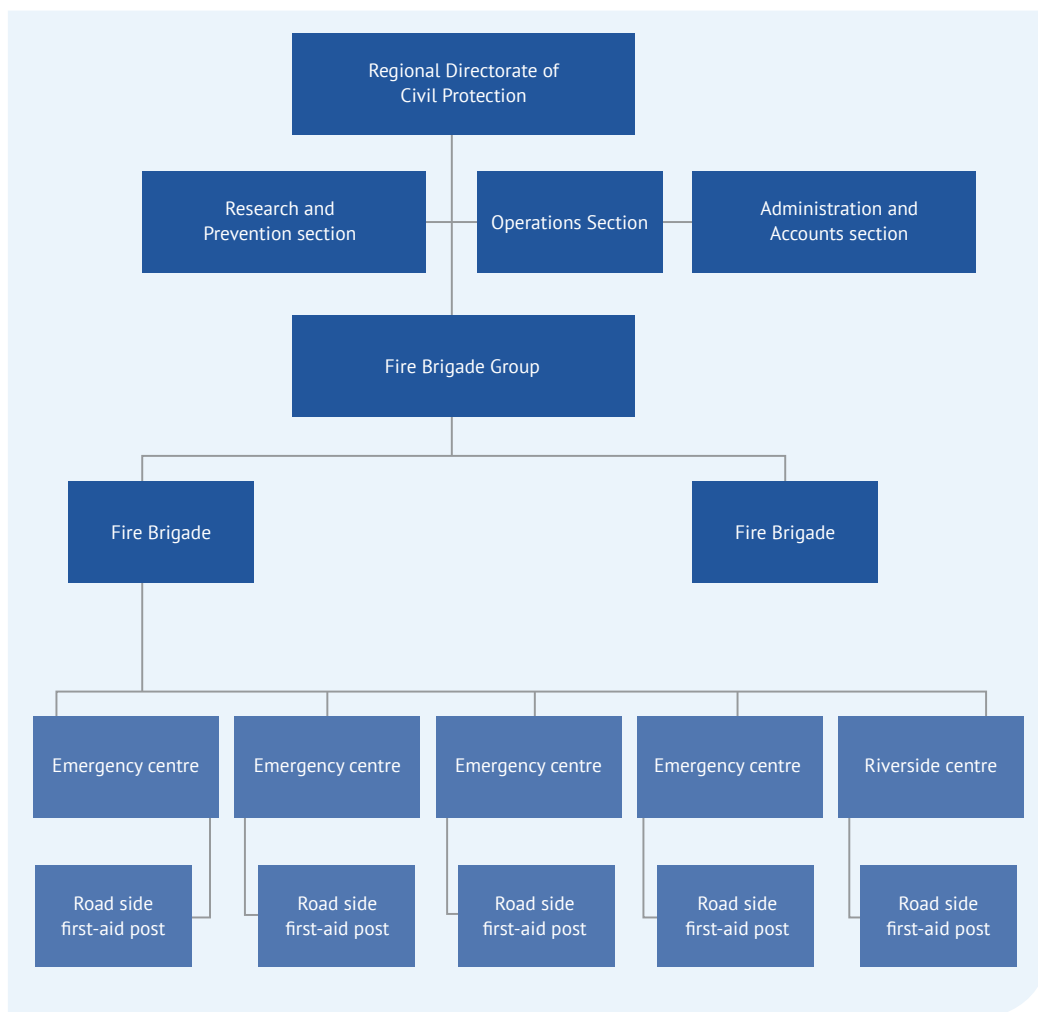 Regional Directorate of
Civil Protection
Research and
Prevention section
Operations Section
Administration and
Accounts section
Fire Brigade Group
Fire Brigade
Fire Brigade
Emergency centre
Emergency centre
Emergency centre
Emergency centre
Riverside centre
Road side
first-aid post
Road side
first-aid post
Road side
first-aid post
Road side
first-aid post
Road side
first-aid post